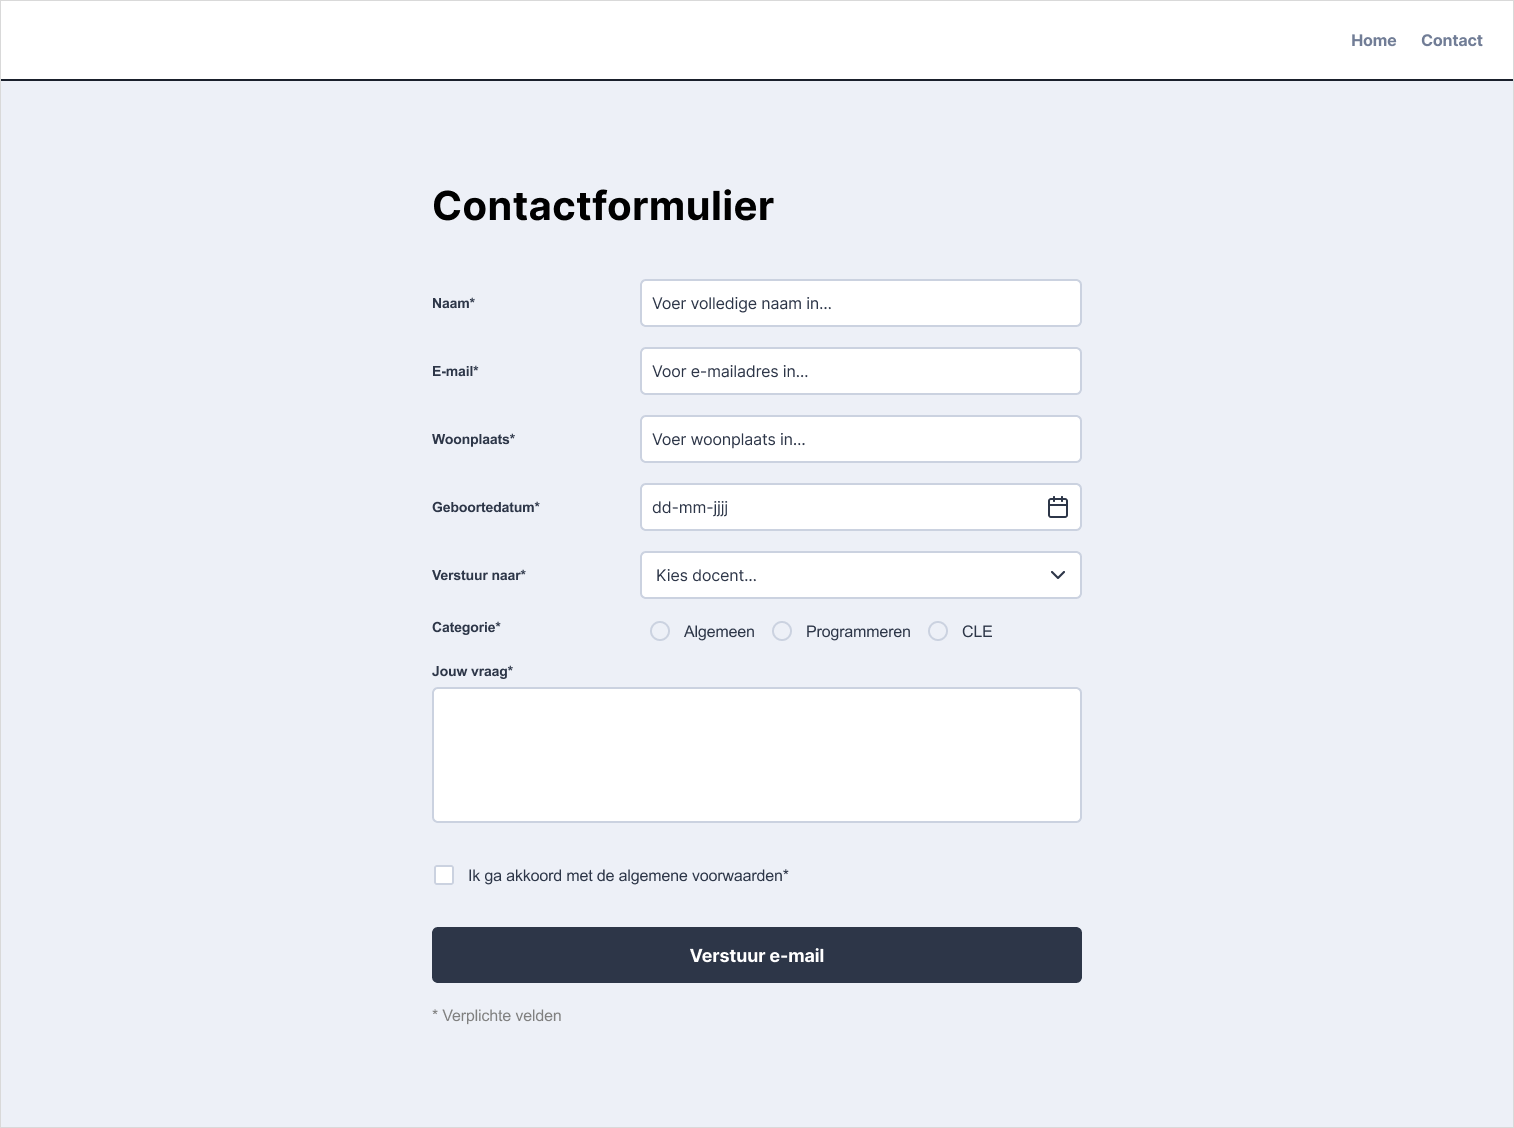 Home Contact
Contactformulier
Naam* Voer volledige naam in...
E-mail* Voor e-mailadres in...
Woonplaats* Voer woonplaats in...
Geboortedatum* dd-mm-jjjj
Verstuur naar* Kies docent...
Categorie* Algemeen Programmeren CLE
Jouw vraag*
Ik ga akkoord met de algemene voorwaarden*
Verstuur e-mail
* Verplichte velden